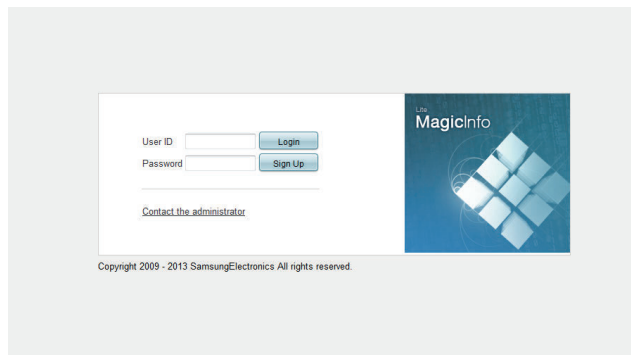 Lite
MagicInfo
User ID
Login
Password
Sign Up
Contact the administrator
Copyright 2009 - 2013 SamsungElectronics All rights reserved.